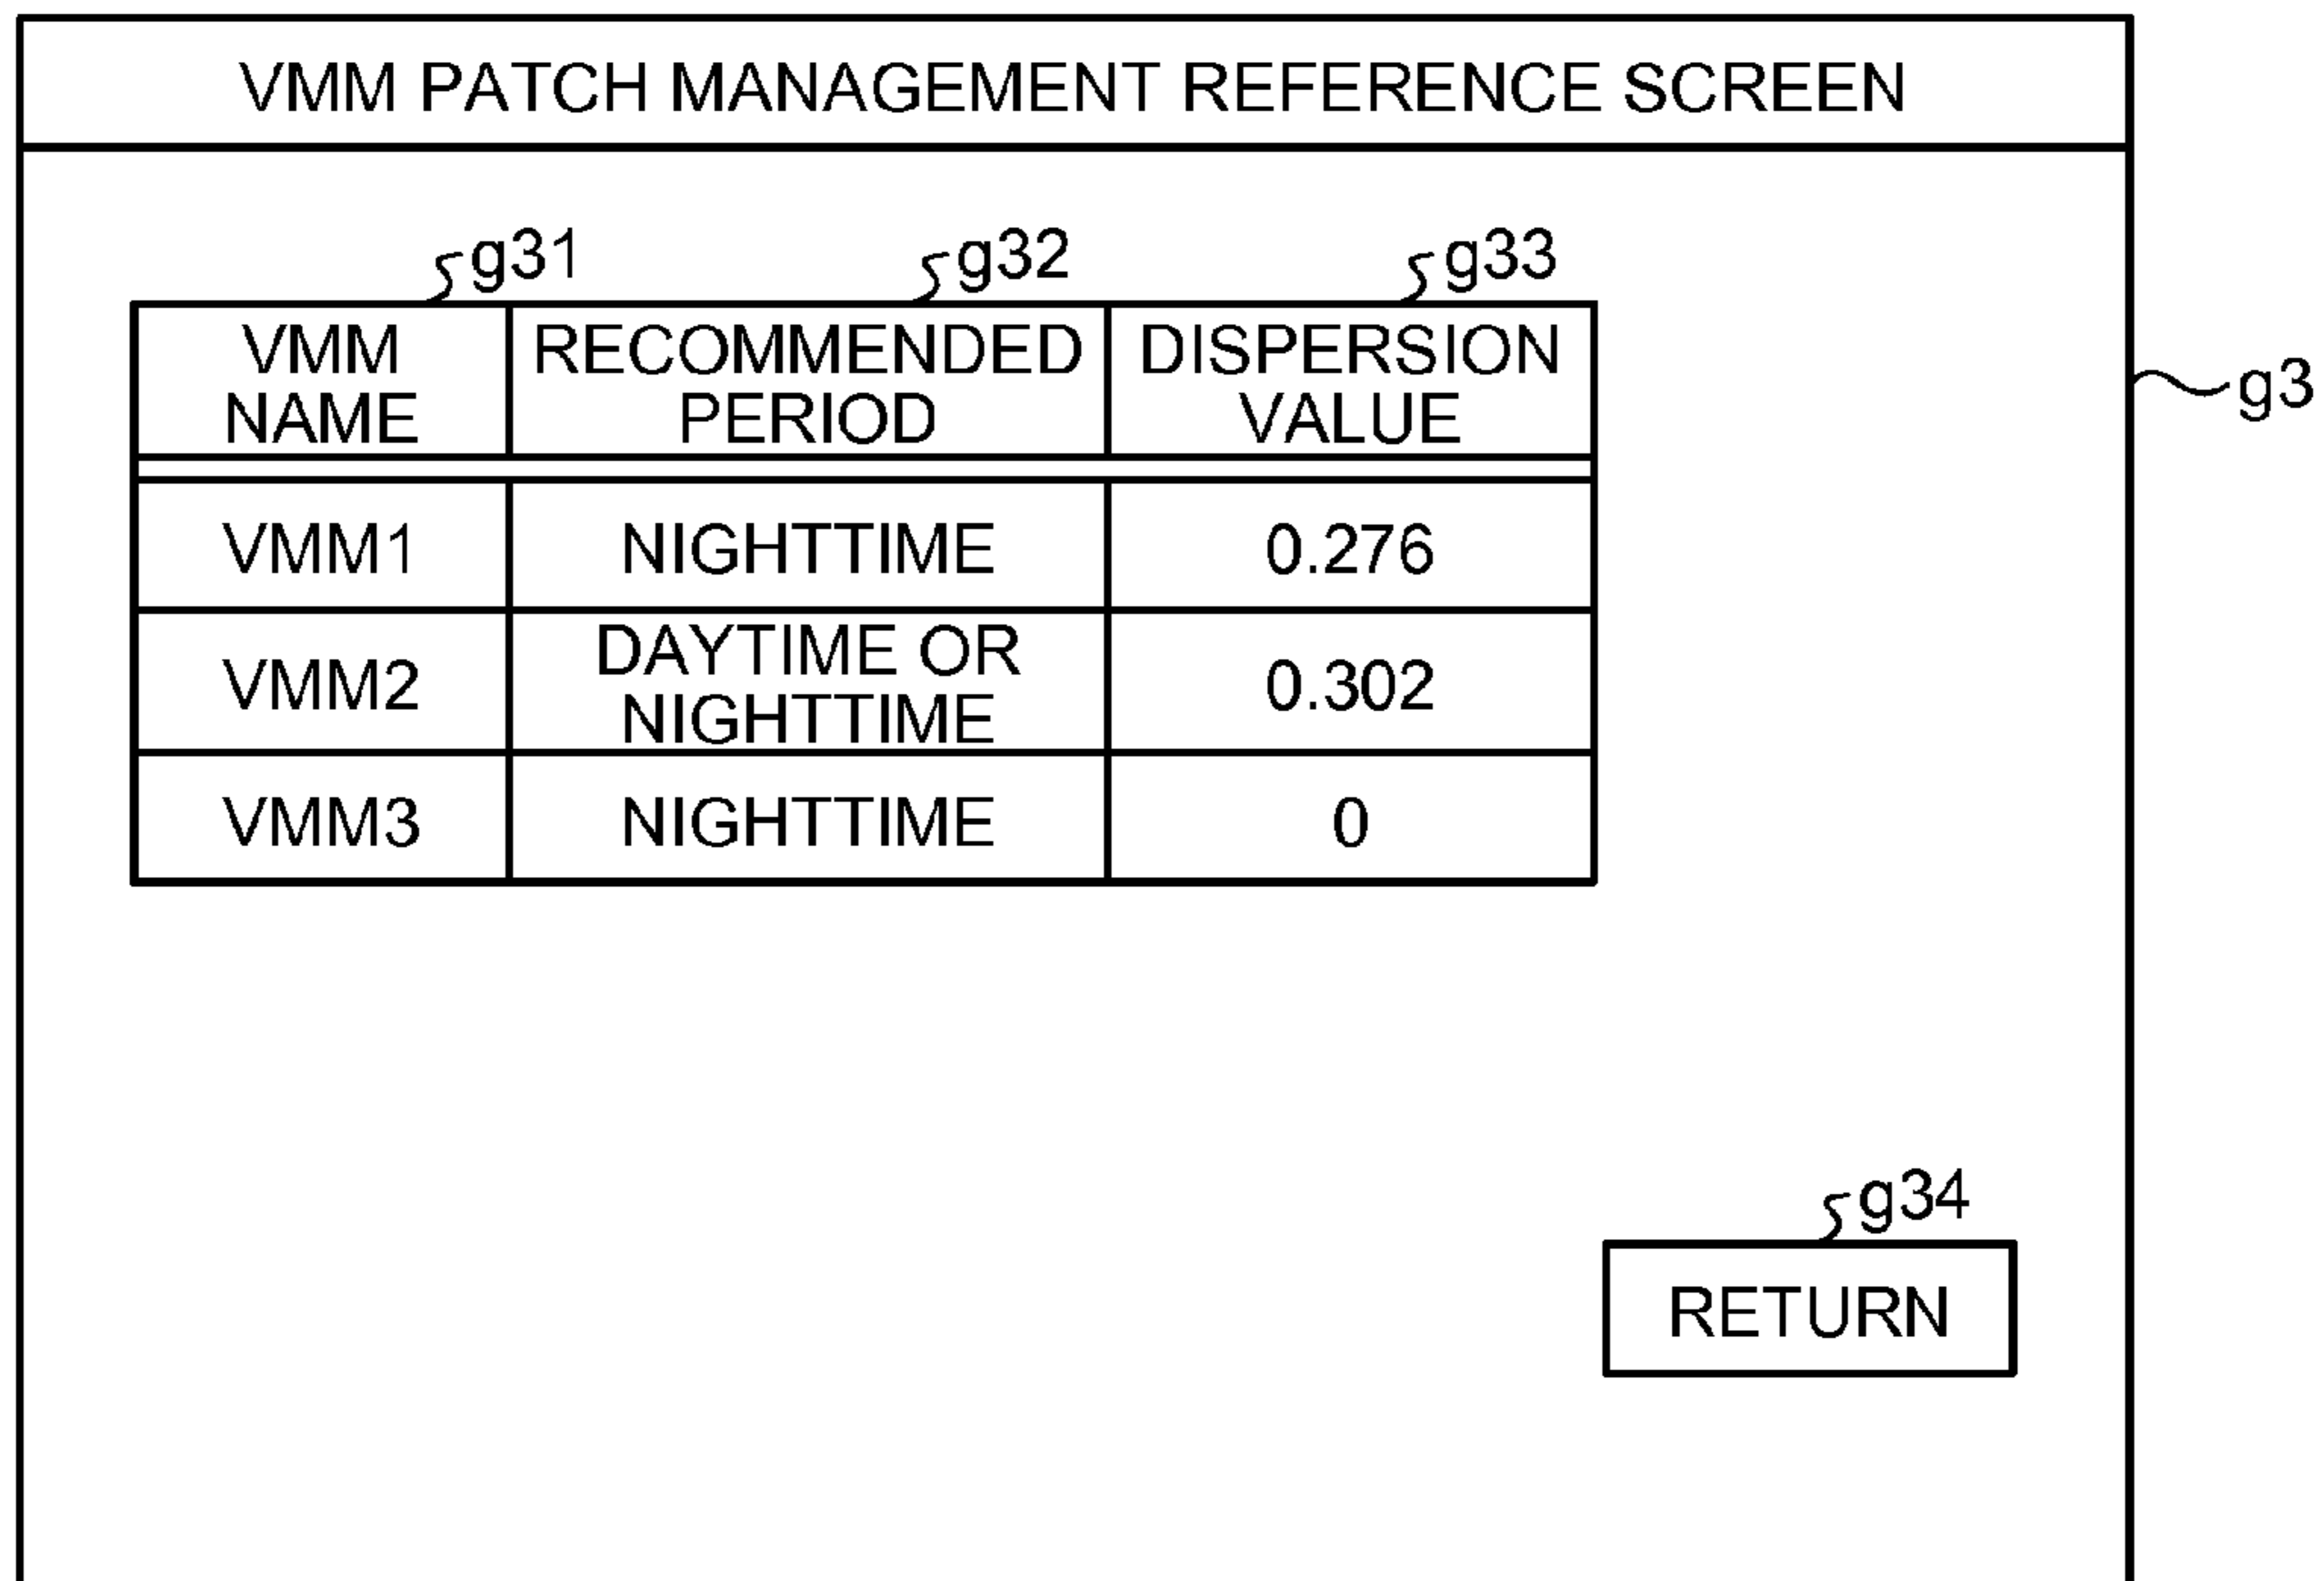 VMM PATCH MANAGEMENT REFERENCE SCREEN
g31 g32 g33
VMM NAME RECOMMENDED PERIOD DISPERSION VALUE
g3
VMM1 NIGHTTIME 0.276
VMM2 DAYTIME OR NIGHTTIME 0.302
VMM3 NIGHTTIME 0
g34
RETURN